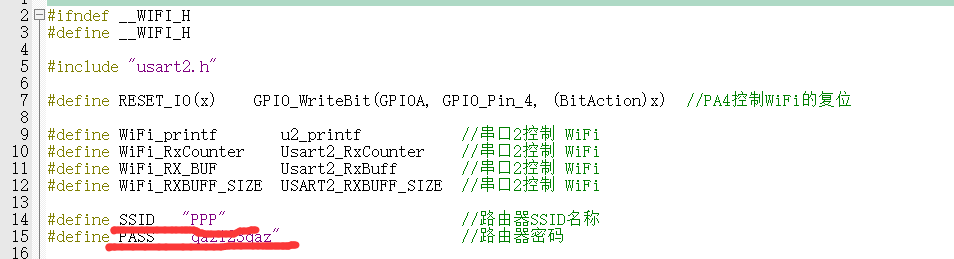 1
2 #ifndef __WIFI_H
3 #define __WIFI_H
4
5 #include "usart2.h"
6
7 #define RESET_IO(x)    GPIO_WriteBit(GPIOA, GPIO_Pin_4, (BitAction)x)  //PA4控制WiFi的复位
8
9 #define WiFi_printf       u2_printf           //串口2控制 WiFi
10 #define WiFi_RxCounter    Usart2_RxCounter    //串口2控制 WiFi
11 #define WiFi_RX_BUF       Usart2_RxBuff       //串口2控制 WiFi
12 #define WiFi_RXBUFF_SIZE  USART2_RXBUFF_SIZE  //串口2控制 WiFi
13
14 #define SSID   "PPP"                      //路由器SSID名称
15 #define PASS                              //路由器密码
16